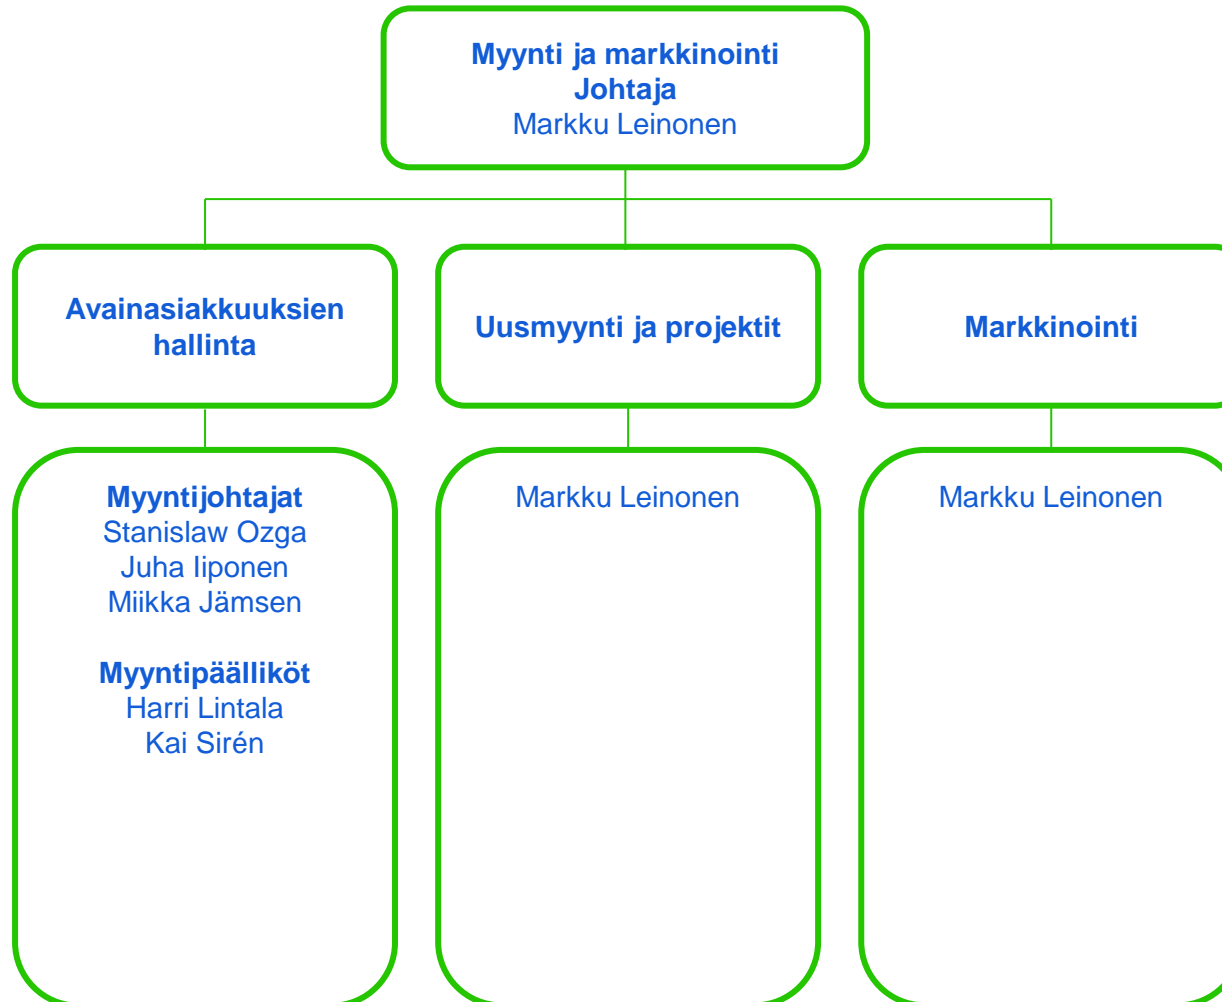 Myynti ja markkinointi
Johtaja
Markku Leinonen
Avainasiakkuuksien
hallinta
Uusmyynti ja projektit
Markkinointi
Myyntijohtajat
Stanislaw Ozga
Juha Iiponen
Miikka Jämsen
Myyntipäälliköt
Harri Lintala
Kai Sirén
Markku Leinonen
Markku Leinonen